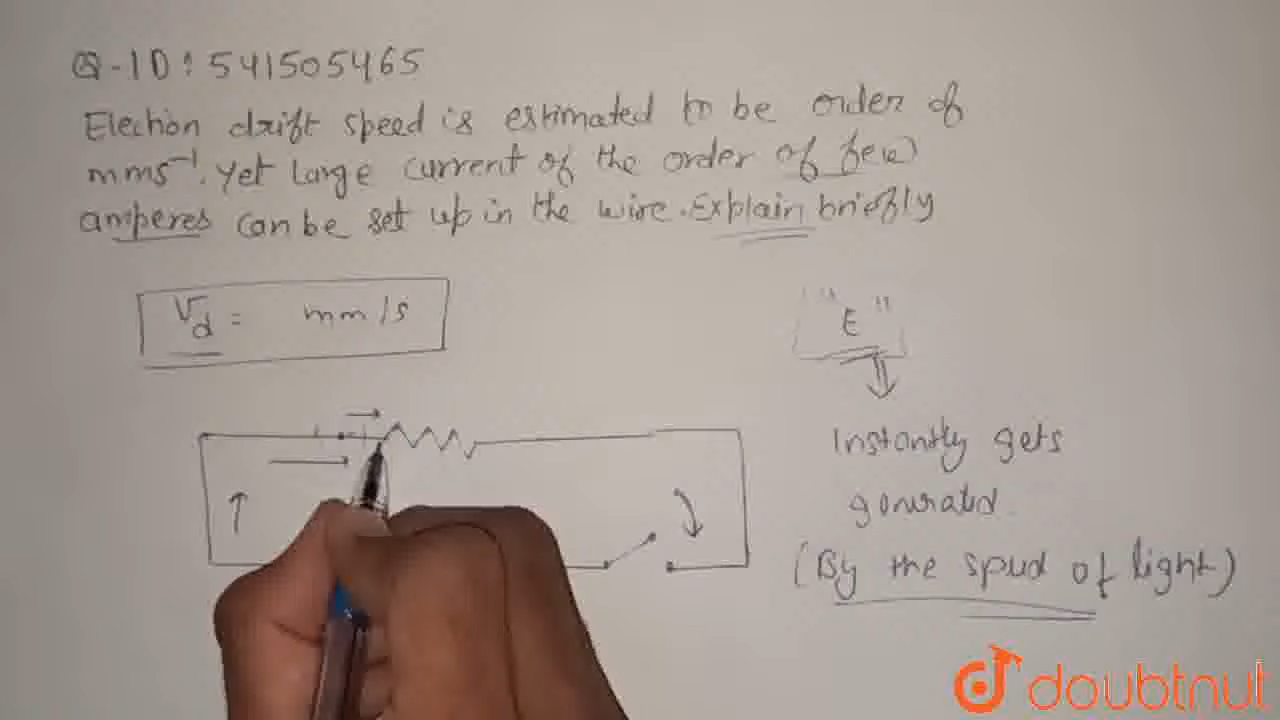 Q-ID: 541505465
Election drift speed is estimated to be order of
mms⁻¹. Yet large current of the order of few
amperes can be set up in the wire. Explain briefly
Vd = mm/s
"E"
Instantly gets
generated.
(By the speed of light)
doubtnut